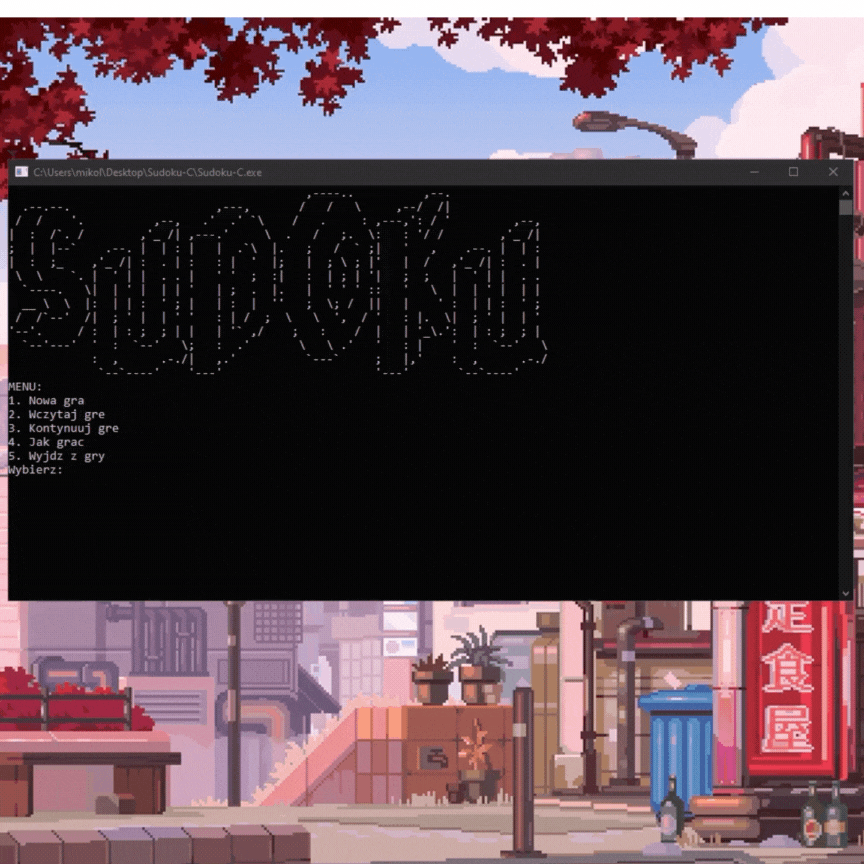 C:\Users\mikol\Desktop\Sudoku-C\Sudoku-C.exe
SUDOKU
MENU:
1. Nowa gra
2. Wczytaj gre
3. Kontynuuj gre
4. Jak grac
5. Wyjdz z gry
Wybierz:
定
食
屋